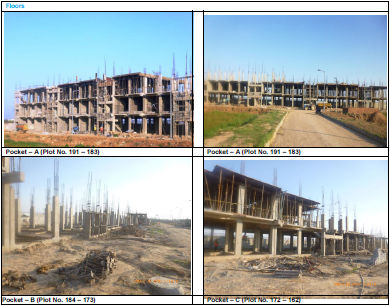 Floors
Pocket – A (Plot No. 191 – 183)
Pocket – A (Plot No. 191 – 183)
Pocket – B (Plot No. 184 – 173)
Pocket – C (Plot No. 172 – 162)